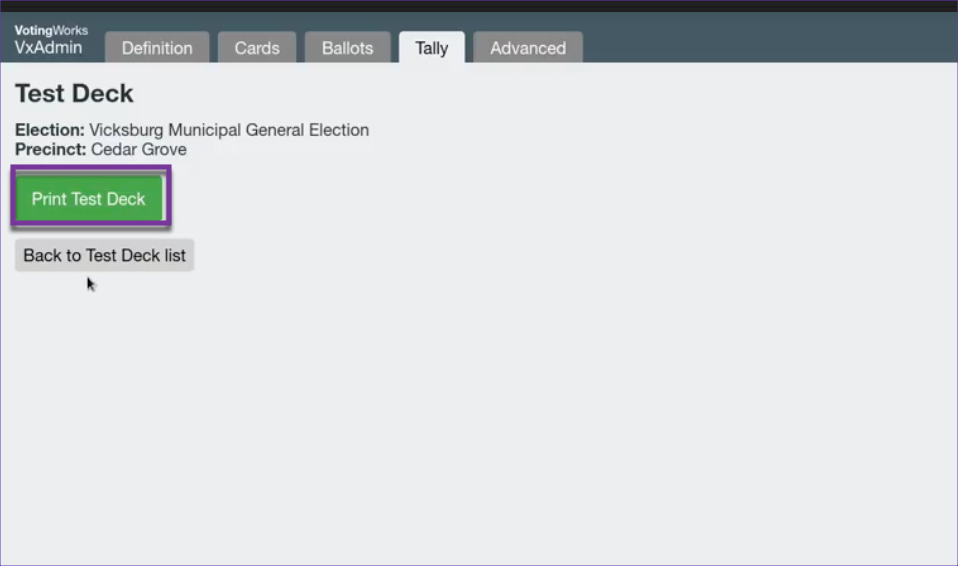 VotingWorks
VxAdmin
Definition
Cards
Ballots
Tally
Advanced
Test Deck
Election: Vicksburg Municipal General Election
Precinct: Cedar Grove
Print Test Deck
Back to Test Deck list